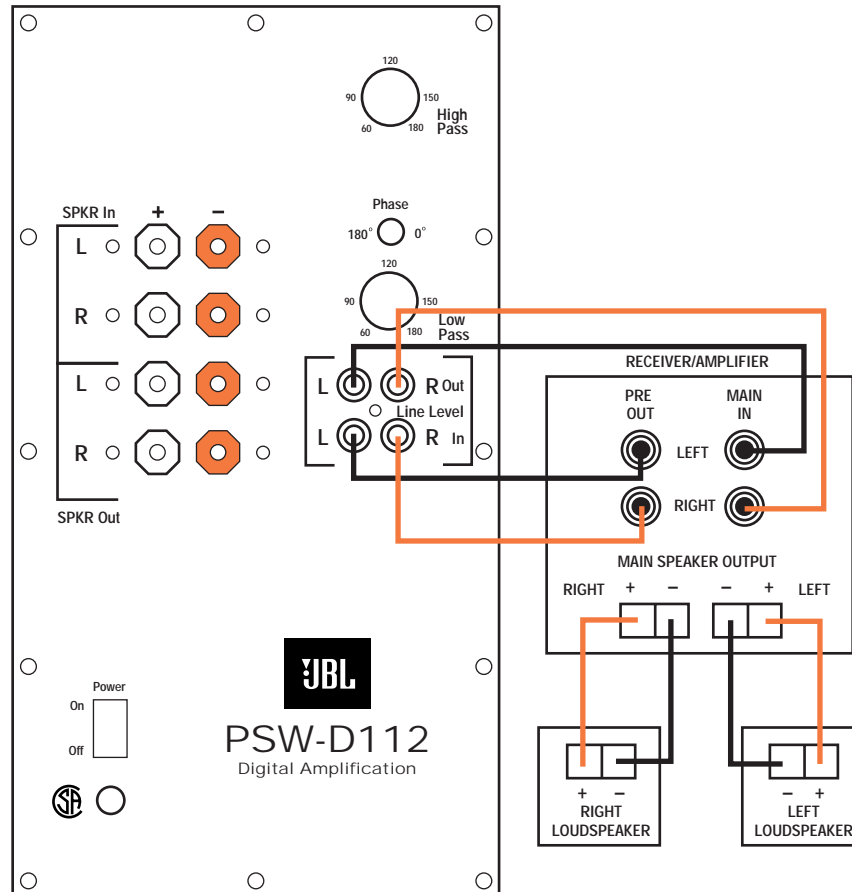 120
90 150
60 180
High
Pass
SPKR In + −
Phase
180° 0°
L
120
90 150
60 180
Low
Pass
R
L
R
SPKR Out
L R Out
Line Level
L R In
RECEIVER/AMPLIFIER
PRE
OUT
MAIN
IN
LEFT
RIGHT
MAIN SPEAKER OUTPUT
RIGHT + − − + LEFT
JBL
PSW-D112
Digital Amplification
Power
On
Off
SA
+ −
RIGHT
LOUDSPEAKER
− +
LEFT
LOUDSPEAKER